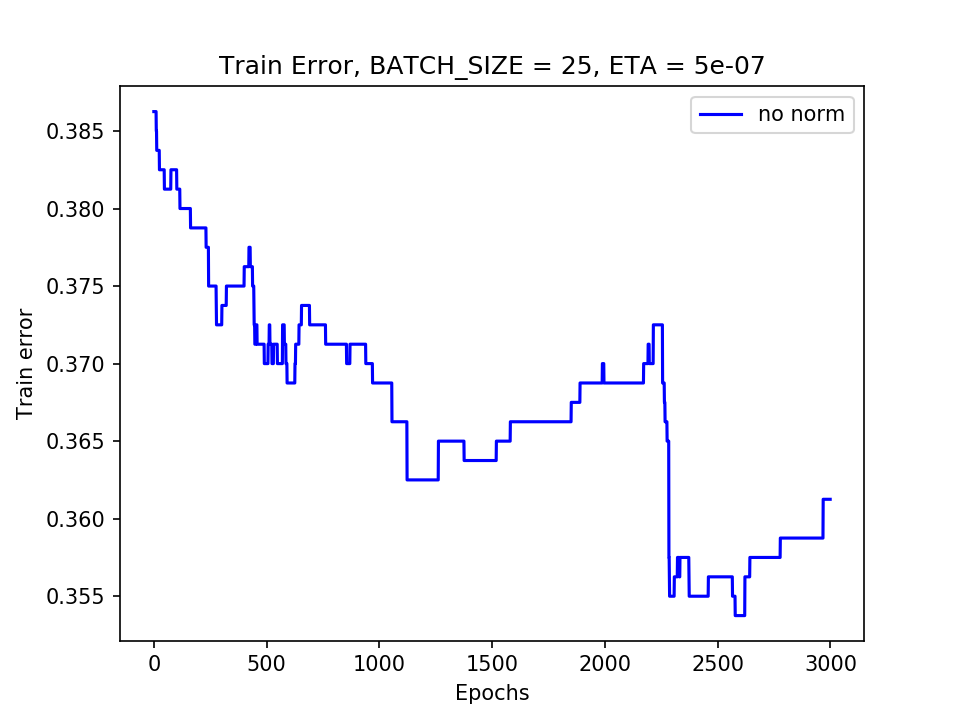 Train Error, BATCH_SIZE = 25, ETA = 5e-07
no norm
0.385
0.380
0.375
0.370
0.365
0.360
0.355
Train error
0 500 1000 1500 2000 2500 3000
Epochs